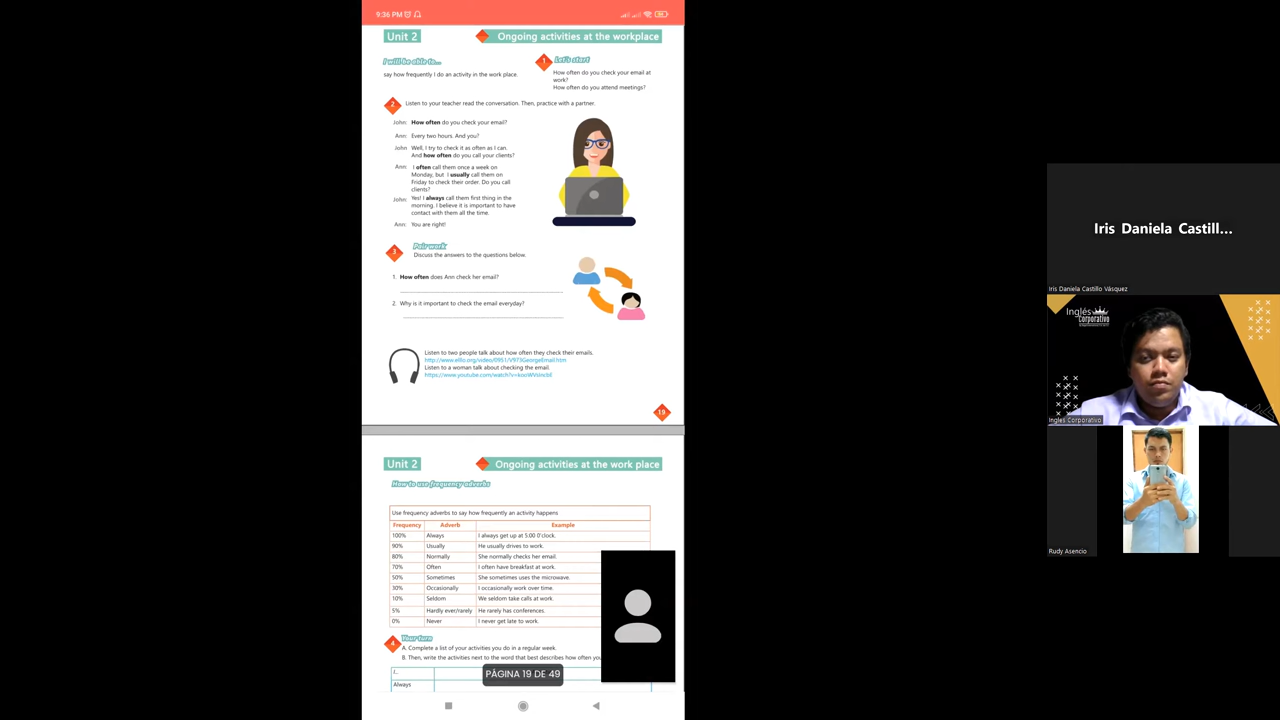 9:36 PM
Unit 2
Ongoing activities at the workplace
I will be able to...
say how frequently I do an activity in the work place.
1
Let's start
How often do you check your email at
work?
How often do you attend meetings?
2
Listen to your teacher read the conversation. Then, practice with a partner.
John: How often do you check your email?
Ann: Every two hours. And you?
John Well, I try to check it as often as I can.
And how often do you call your clients?
Ann: I often call them once a week on
Monday, but I usually call them on
Friday to check their order. Do you call
clients?
John: Yes! I always call them first thing in the
morning. I believe it is important to have
contact with them all the time.
Ann: You are right!
3
Pair work
Discuss the answers to the questions below.
1. How often does Ann check her email?
2. Why is it important to check the email everyday?
Listen to two people talk about how often they check their emails.
http://www.elllo.org/video/0951/V973GeorgeEmail.htm
Listen to a woman talk about checking the email.
19
Unit 2
Ongoing activities at the work place
How to use frequency adverbs
Use frequency adverbs to say how frequently an activity happens
Frequency Adverb Example
100% Always I always get up at 5:00 0'clock.
90% Usually He usually drives to work.
80% Normally She normally checks her email.
70% Often I often have breakfast at work.
50% Sometimes She sometimes uses the microwave.
30% Occasionally I occasionally work over time.
10% Seldom We seldom take calls at work.
5% Hardly ever/rarely He rarely has conferences.
0% Never I never get late to work.
4
Your turn
A. Complete a list of your activities you do in a regular week.
B. Then, write the activities next to the word that best describes how often you
I...
Always
PÁGINA 19 DE 49
Iris Daniela Castill...
Iris Daniela Castillo Vásquez
Inglés
Corporativo
Ingles Corporativo
Rudy Asencio